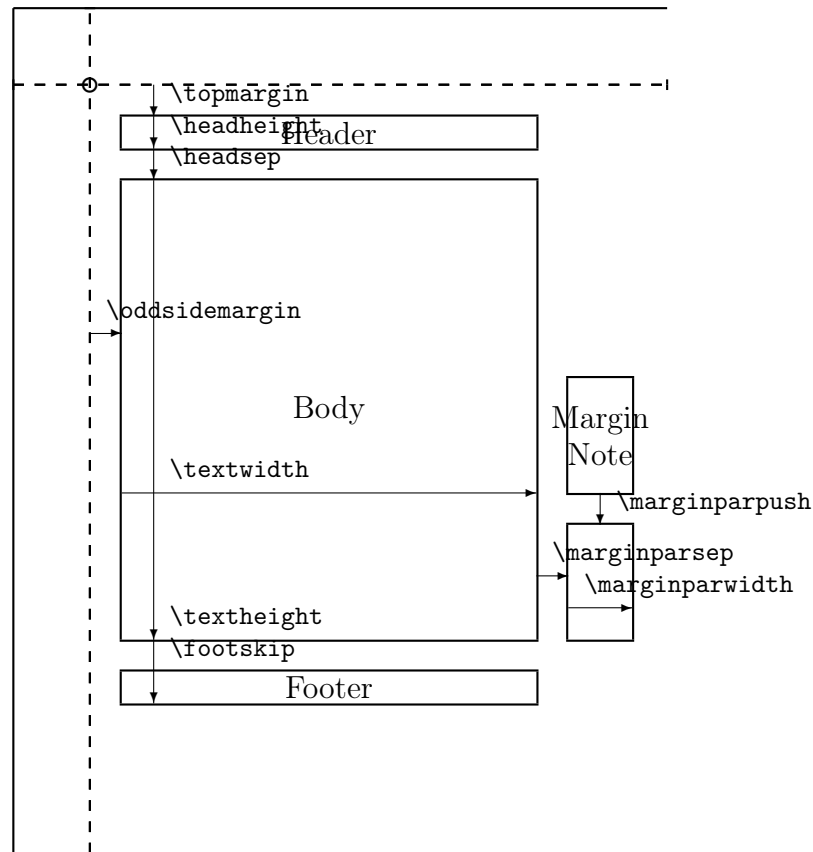 \topmargin
\headheight
Header
\headsep
\oddsidemargin
Body
Margin
Note
\textwidth
\marginparpush
\marginparsep
\marginparwidth
\textheight
\footskip
Footer